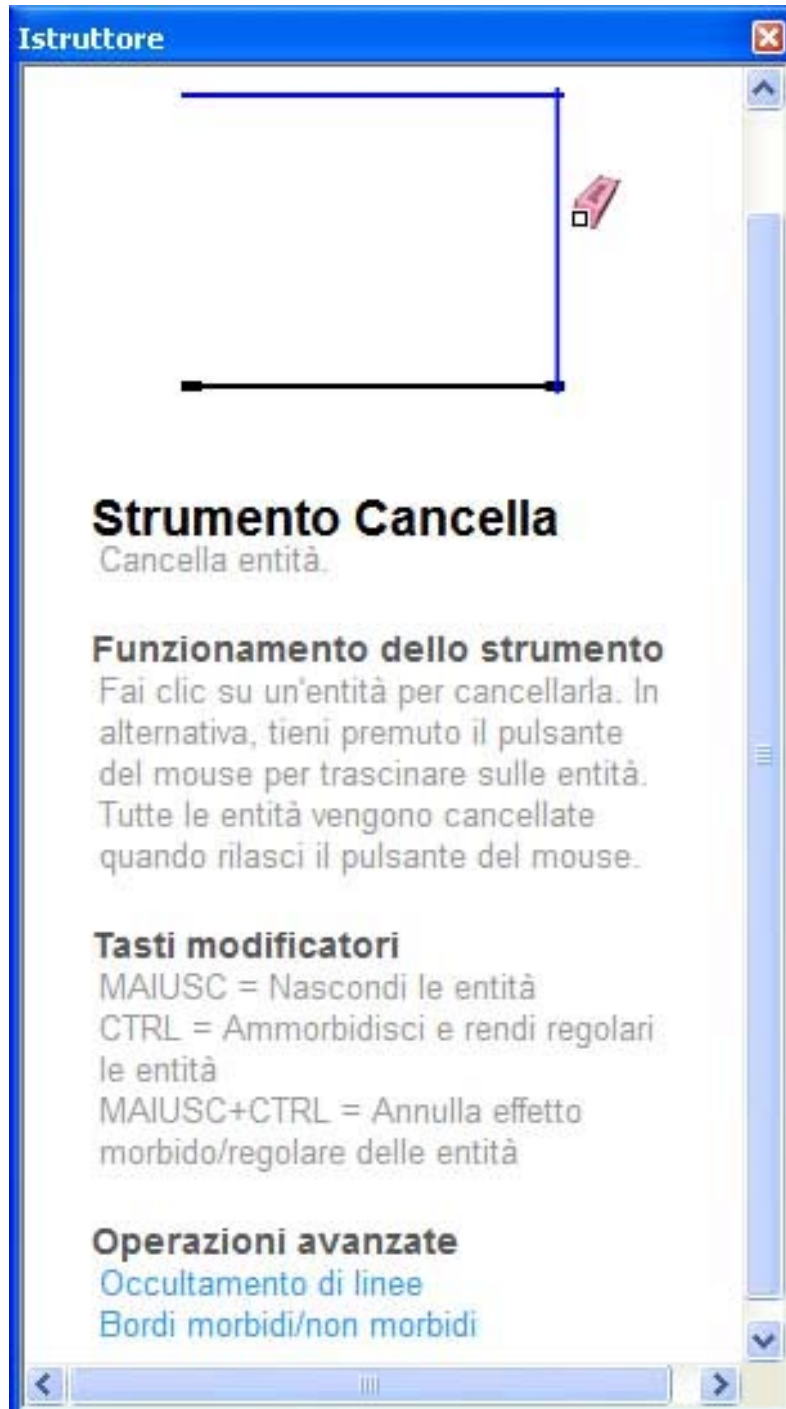 Istruttore
Strumento Cancella
Cancella entità.
Funzionamento dello strumento
Fai clic su un'entità per cancellarla. In
alternativa, tieni premuto il pulsante
del mouse per trascinare sulle entità.
Tutte le entità vengono cancellate
quando rilasci il pulsante del mouse.
Tasti modificatori
MAIUSC = Nascondi le entità
CTRL = Ammorbidisci e rendi regolari
le entità
MAIUSC+CTRL = Annulla effetto
morbido/regolare delle entità
Operazioni avanzate
Occultamento di linee
Bordi morbidi/non morbidi